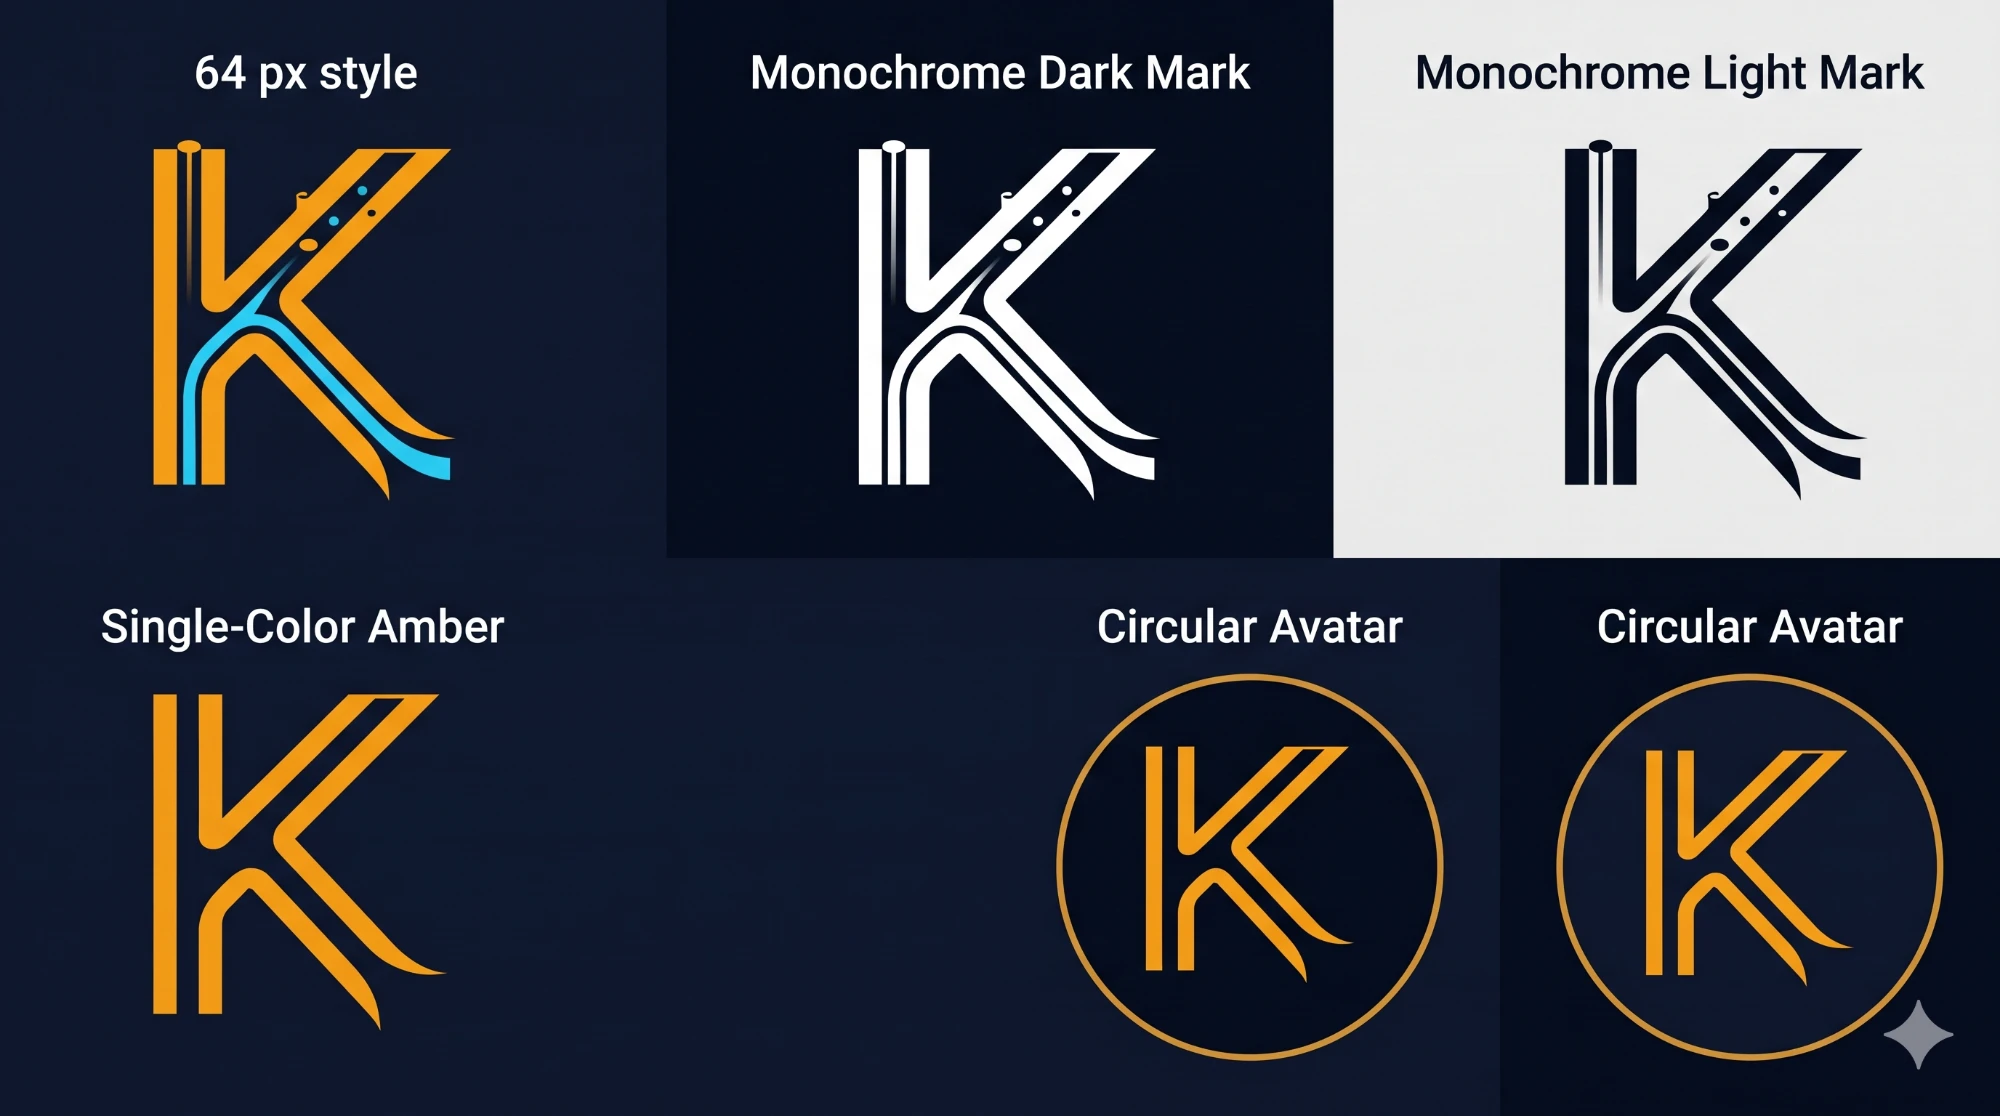 64 px style
Monochrome Dark Mark
Monochrome Light Mark
K
K
K
Single-Color Amber
Circular Avatar
Circular Avatar
K
K
K